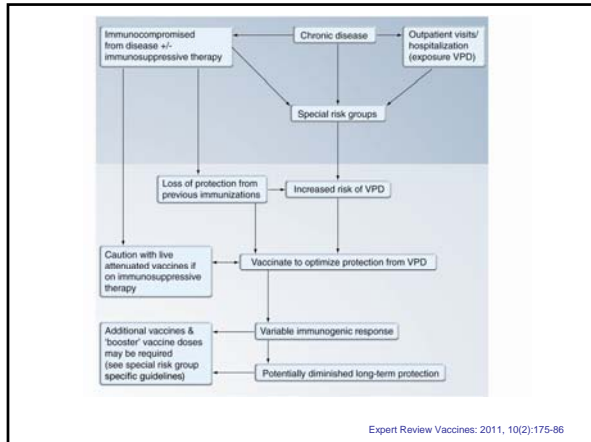 Immunocompromised
from disease +/-
immunosuppressive therapy
Chronic disease
Outpatient visits/
hospitalization
(exposure VPD)
Special risk groups
Loss of protection from
previous immunizations
Increased risk of VPD
Caution with live
attenuated vaccines if
on immunosuppressive
therapy
Vaccinate to optimize protection from VPD
Additional vaccines &
'booster' vaccine doses
may be required
(see special risk group
specific guidelines)
Variable immunogenic response
Potentially diminished long-term protection
Expert Review Vaccines: 2011, 10(2):175-86